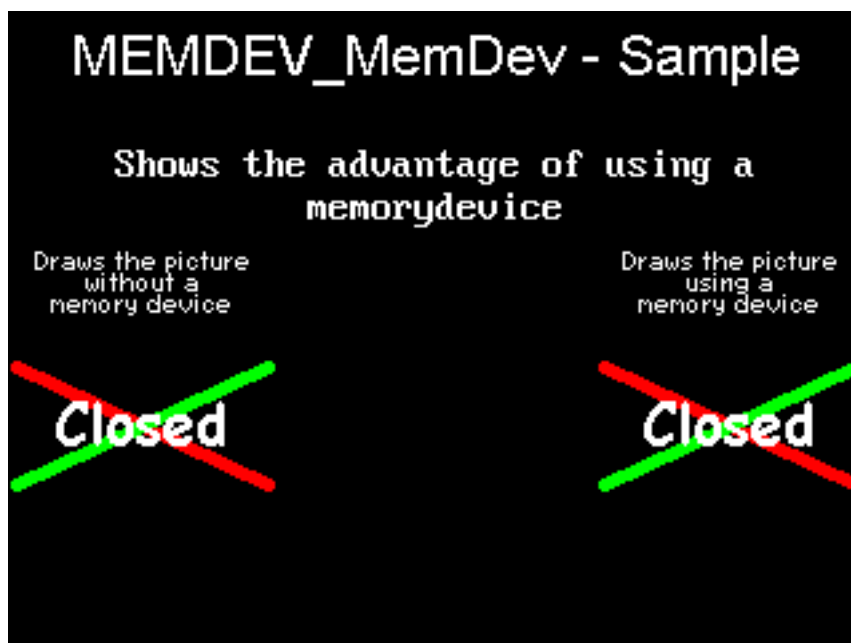 MEMDEV_MemDev - Sample
Shows the advantage of using a
memorydevice
Draws the picture
without a
memory device
Draws the picture
using a
memory device
Closed
Closed